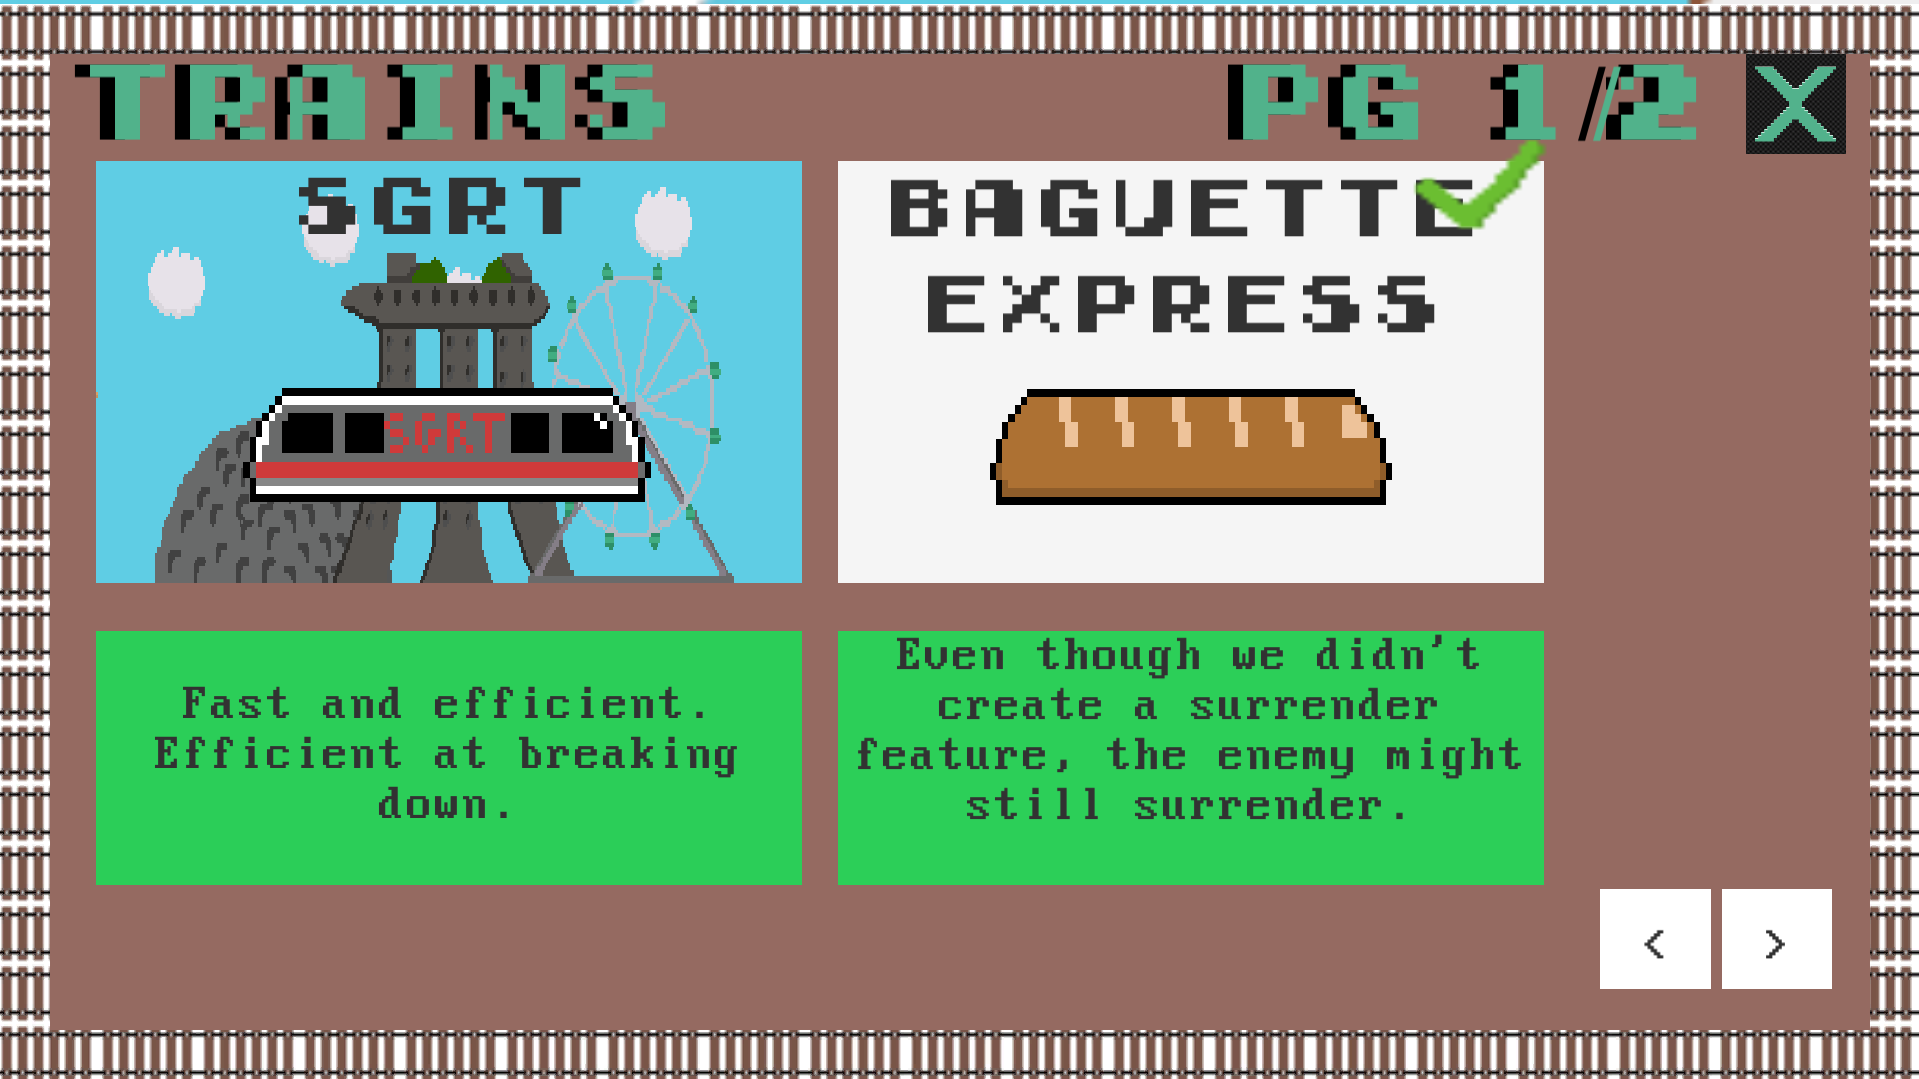 TRAINS
PG 1/2
X
SGRT
SGRT
Fast and efficient.
Efficient at breaking
down.
BAGUETTE
EXPRESS
Even though we didn't
create a surrender
feature, the enemy might
still surrender.
< >